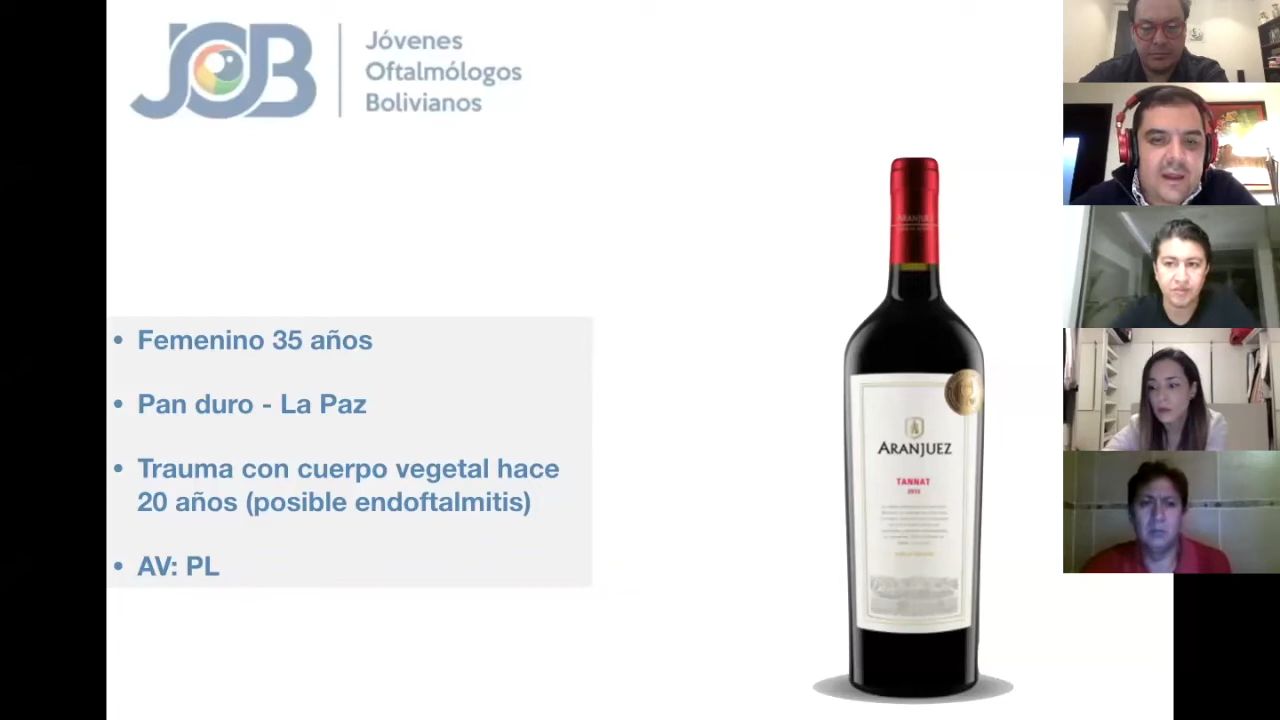 JOB
Jóvenes
Oftalmólogos
Bolivianos
• Femenino 35 años
• Pan duro - La Paz
• Trauma con cuerpo vegetal hace
20 años (posible endoftalmitis)
• AV: PL
ARANJUEZ
ARANJUEZ
TANNAT